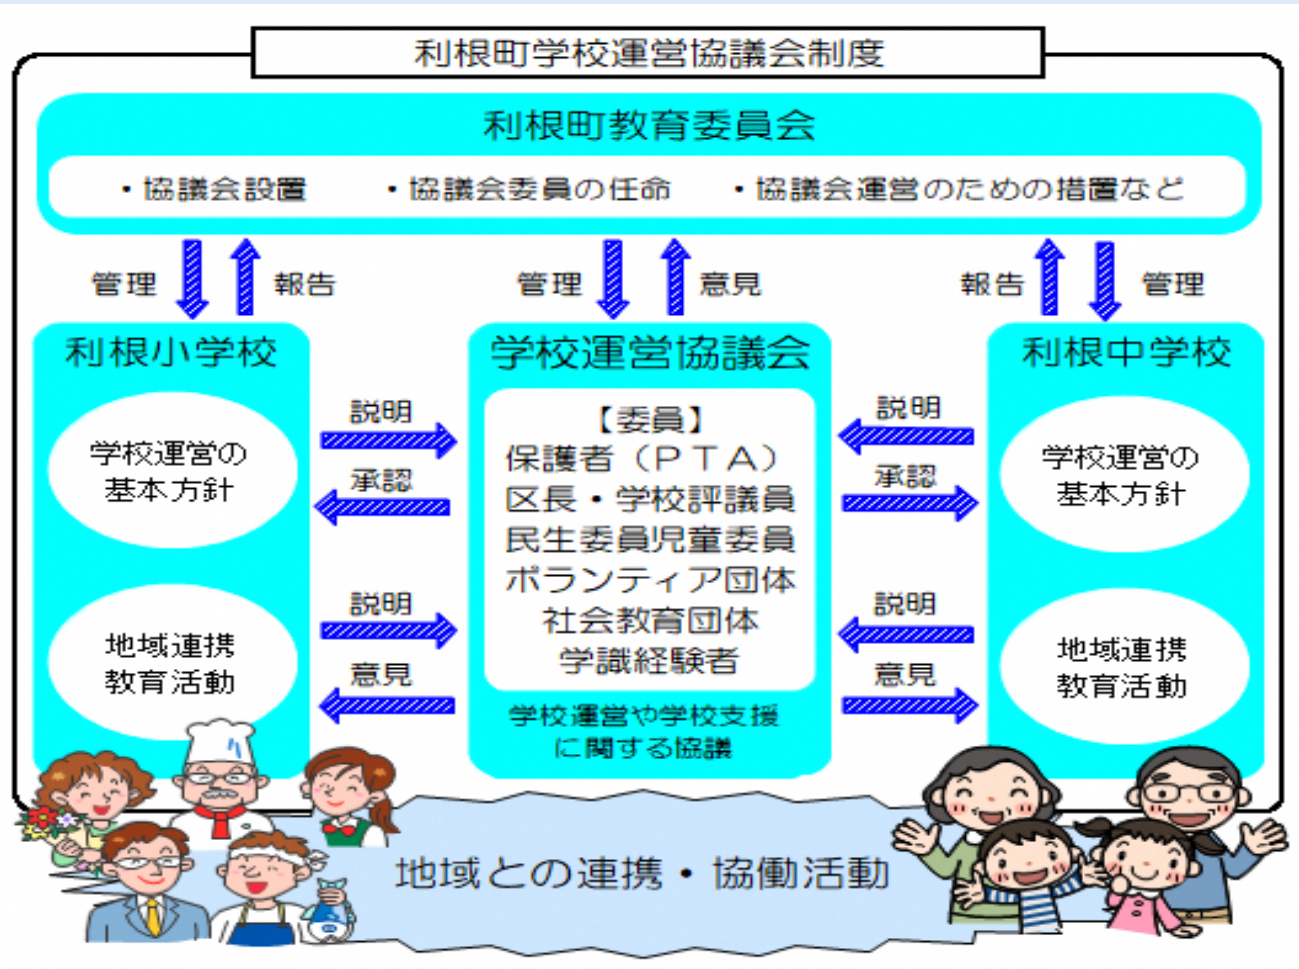 利根町学校運営協議会制度
利根町教育委員会
・協議会設置 ・協議会委員の任命 ・協議会運営のための措置など
管理 報告 管理 意見 報告 管理
利根小学校
学校運営の
基本方針
地域連携
教育活動
説明
承認
説明
意見
学校運営協議会
【委員】
保護者（ＰＴＡ）
区長・学校評議員
民生委員児童委員
ボランティア団体
社会教育団体
学識経験者
学校運営や学校支援
に関する協議
説明
承認
説明
意見
利根中学校
学校運営の
基本方針
地域連携
教育活動
地域との連携・協働活動